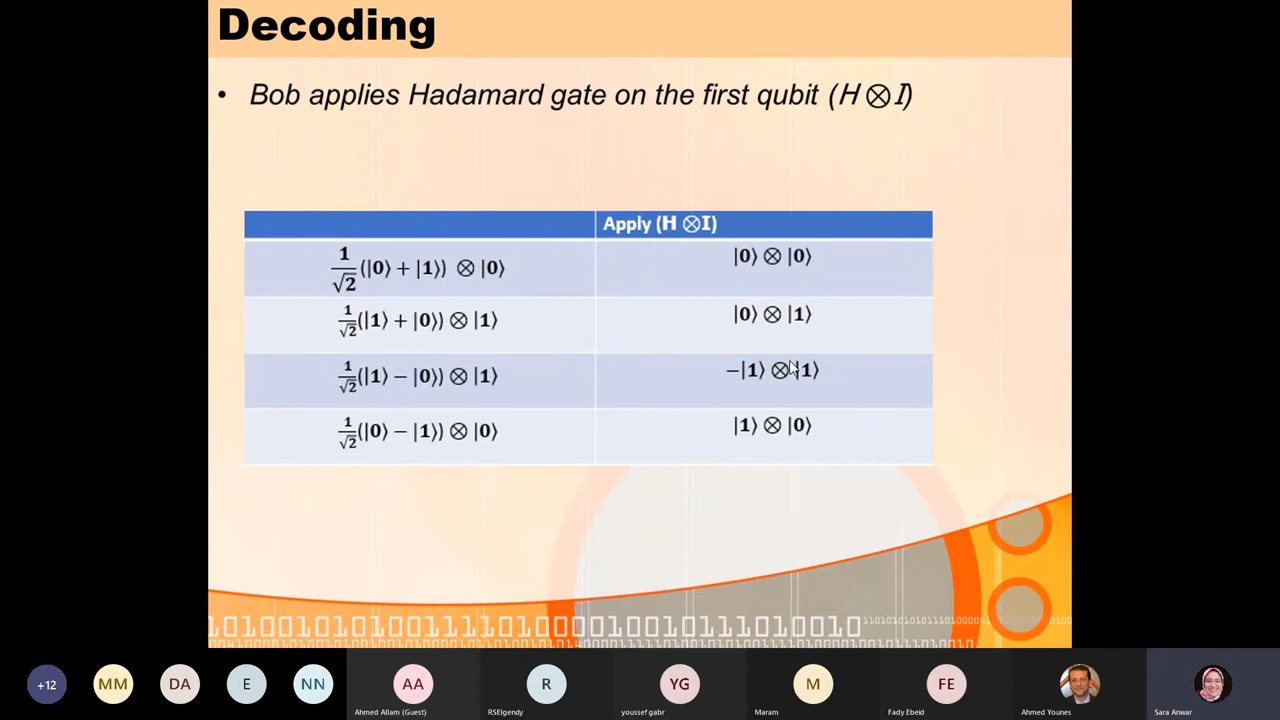 Decoding
• Bob applies Hadamard gate on the first qubit (H ⊗ I)
Apply (H ⊗I)
1/√2 (|0⟩ + |1⟩) ⊗ |0⟩ |0⟩ ⊗ |0⟩
1/√2 (|1⟩ + |0⟩) ⊗ |1⟩ |0⟩ ⊗ |1⟩
1/√2 (|1⟩ − |0⟩) ⊗ |1⟩ −|1⟩ ⊗ |1⟩
1/√2 (|0⟩ − |1⟩) ⊗ |0⟩ |1⟩ ⊗ |0⟩
+12 MM DA E NN AA R YG M FE
Ahmed Allam (Guest) RSElgendy youssef gabr Maram Fady Ebeid Ahmed Younes Sara Anwar